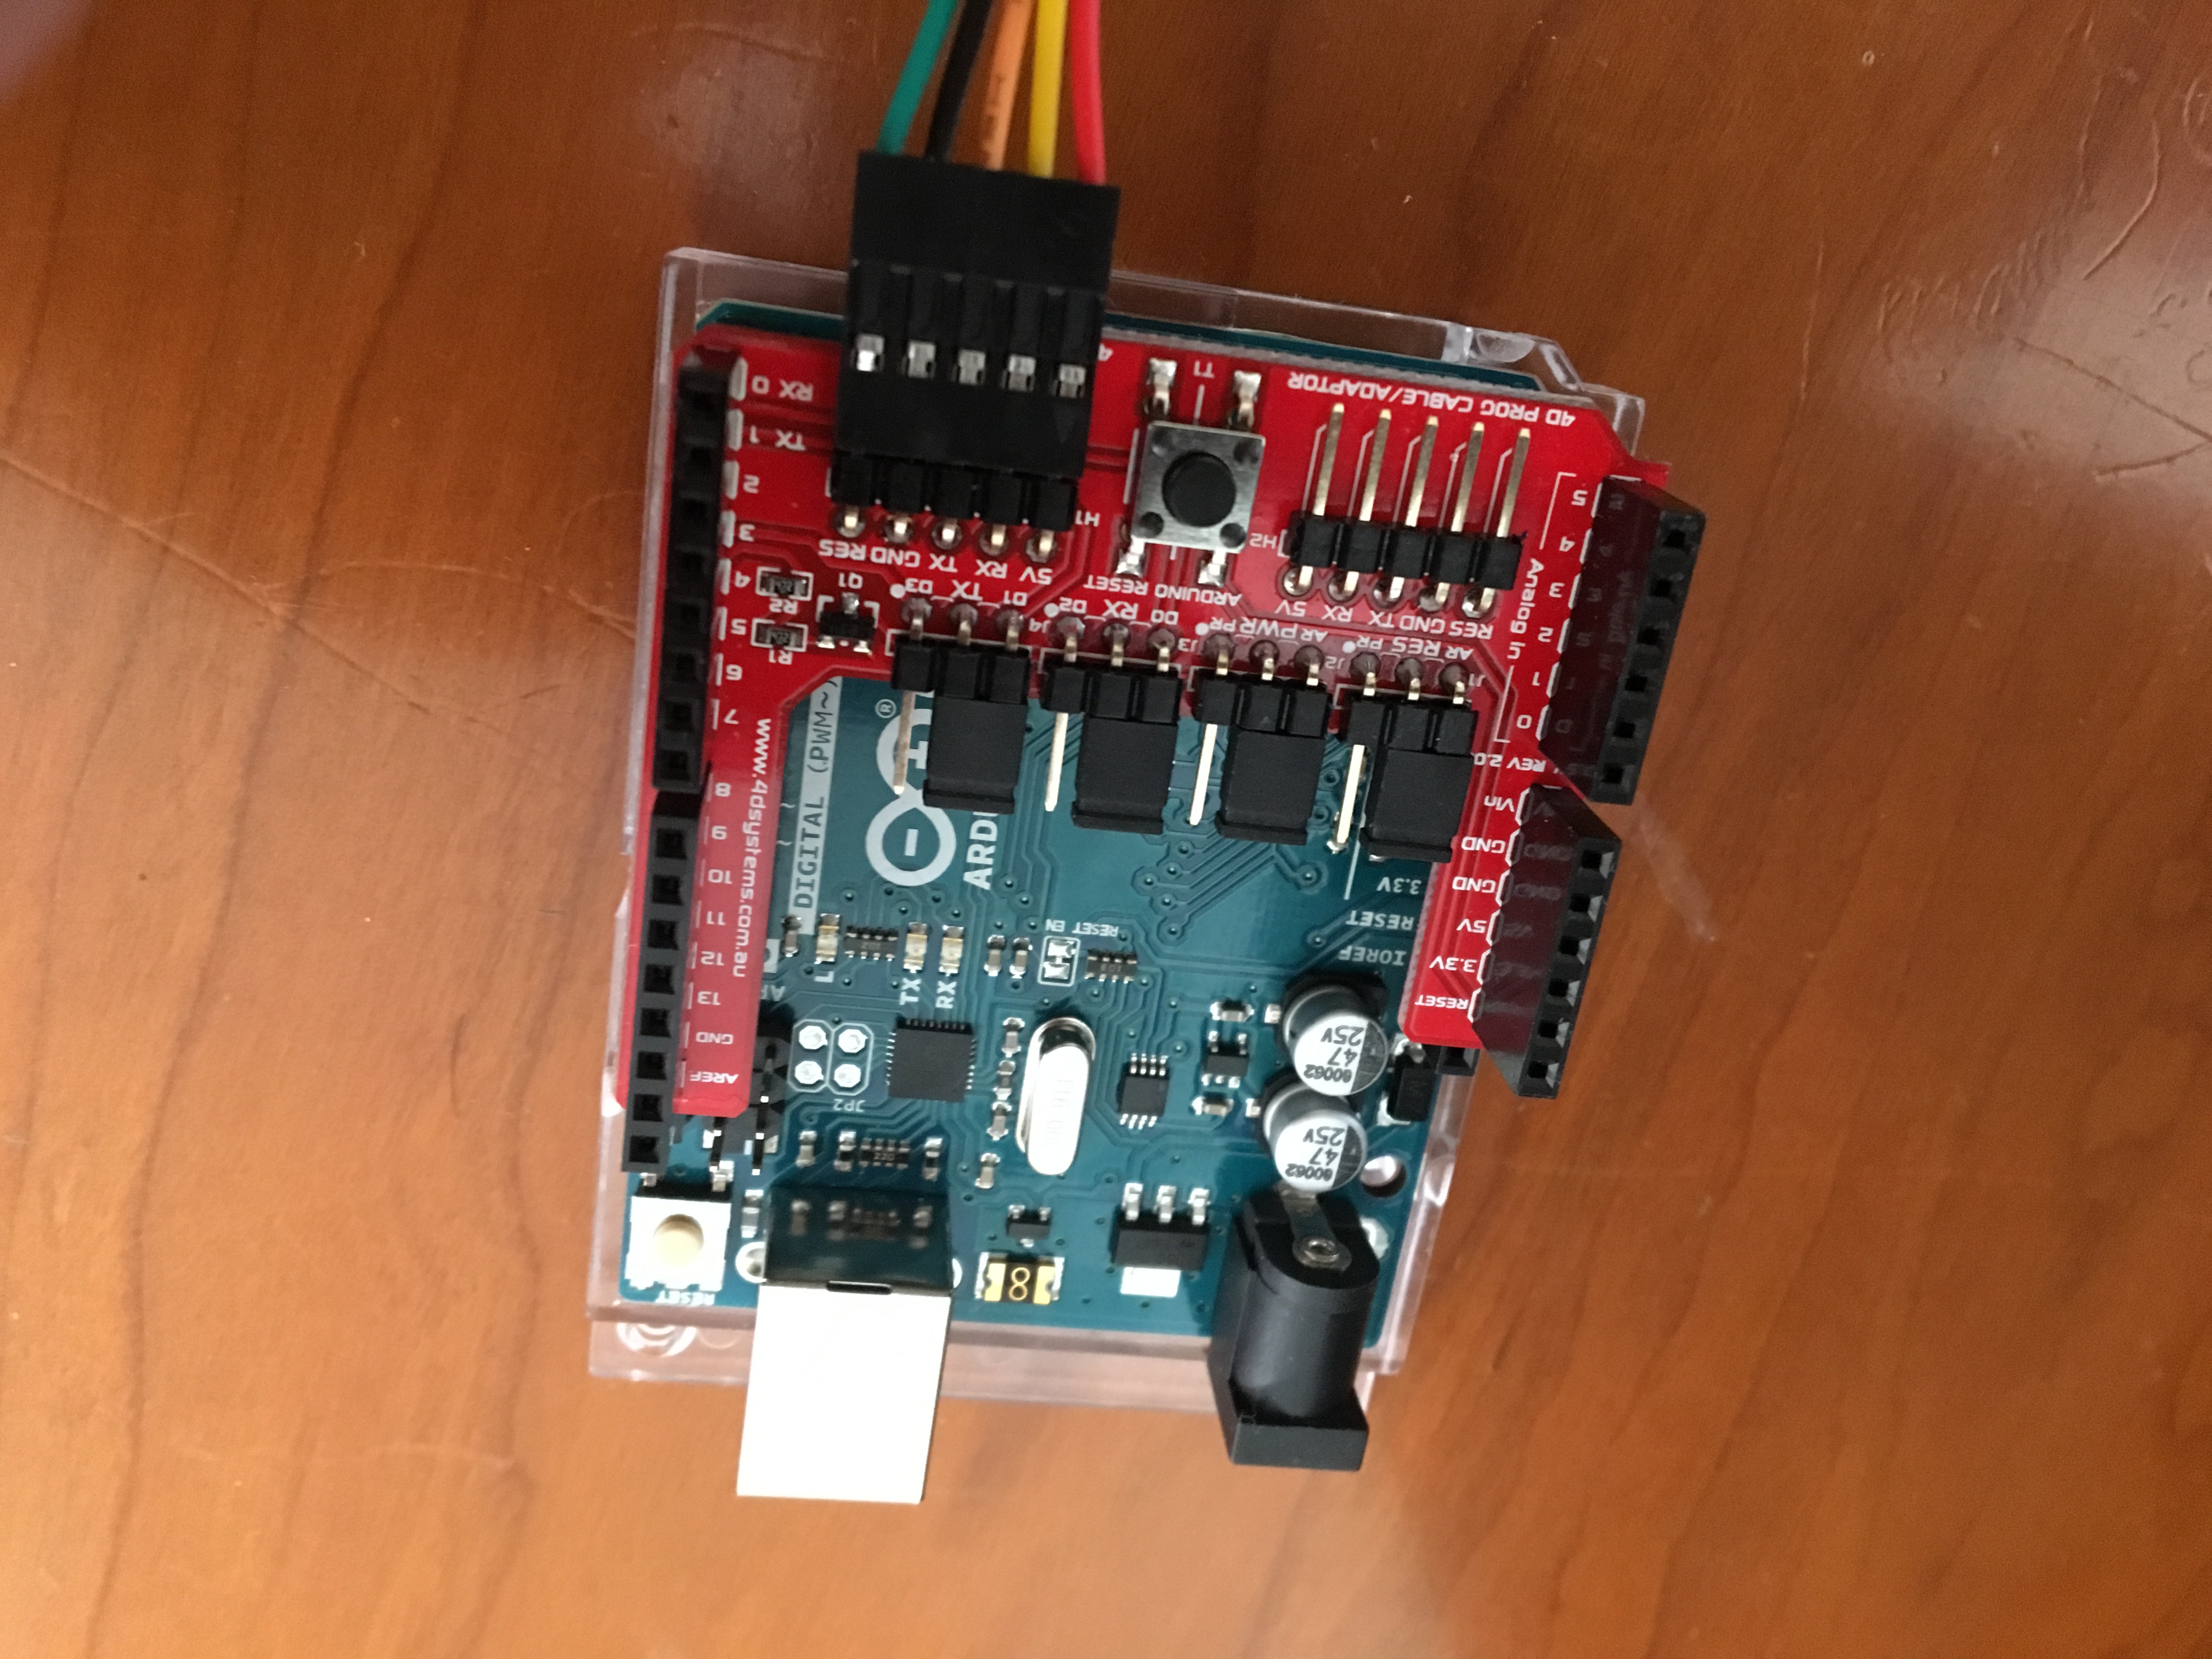 RESET
60062
47
25V
60062
47
25V
JP2
RX
TX
L
RESET EN
IOREF
RESET
3.3V
DIGITAL (PWM~)
AREF
GND
13
12
11
10
9
8
7
6
5
4
3
2
TX 1
RX 0
www.4dsystems.com.au
RESET
3.3V
5V
GND
GND
Vin
REV 2.0
Analog In
0
1
2
3
4
5
J1
AR RES PR
J2
AR PWR PR
J3
D0 RX D2
J4
D1 TX D3
Q1
R1
R2
RES GND TX RX 5V
H2
ARDUINO RESET
T1
5V RX TX GND RES
H1
4D PROG CABLE/ADAPTOR